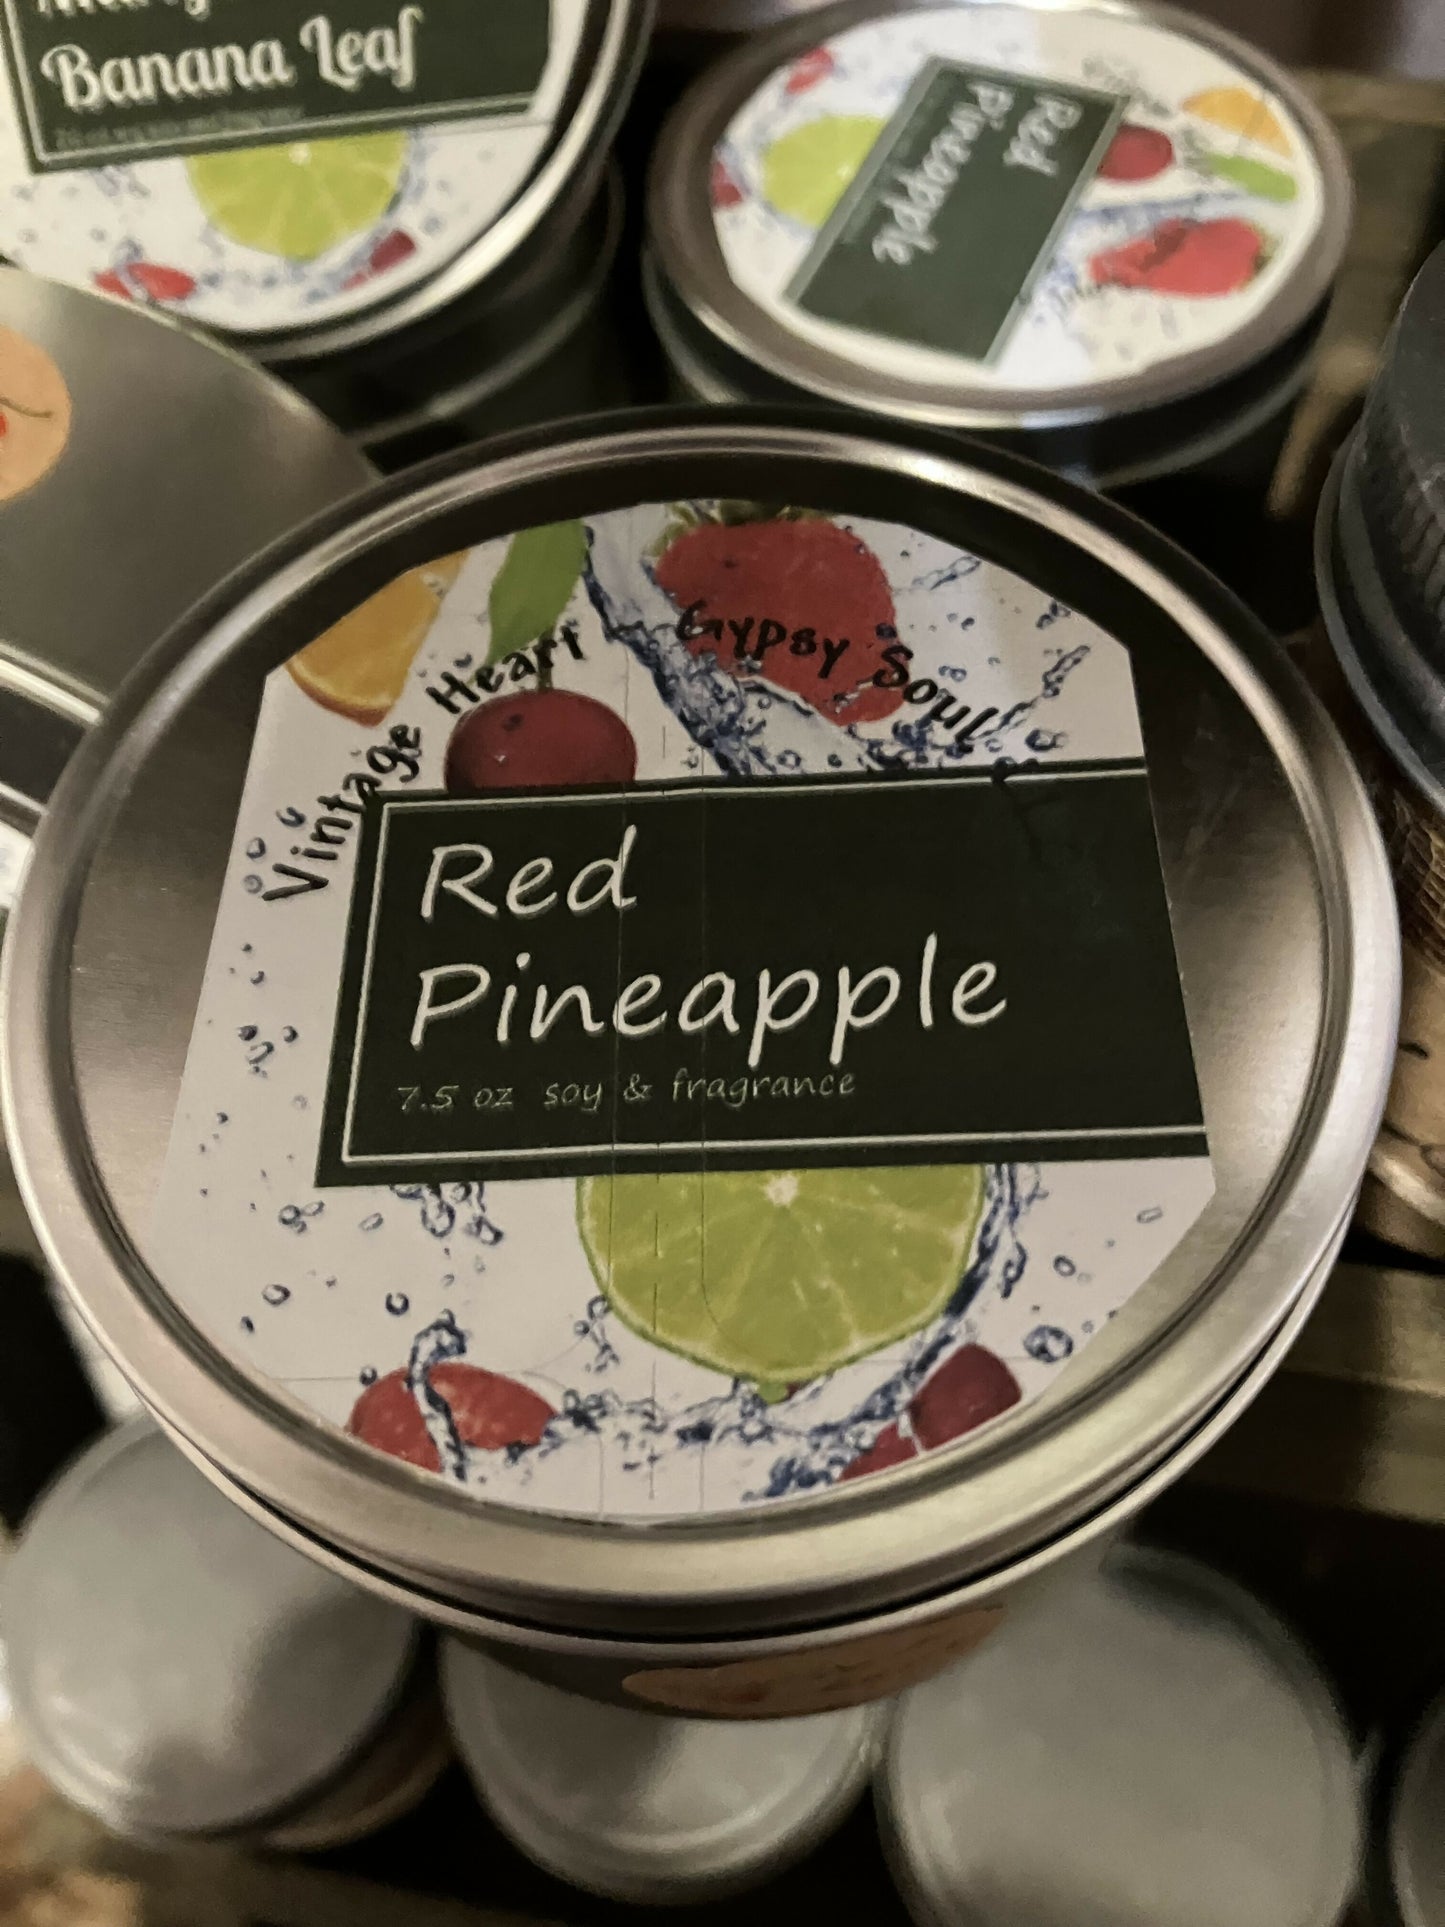 Banana Leaf
Red
Pineapple
Vintage Heart Gypsy Soul
Red
Pineapple
7.5 oz soy & fragrance